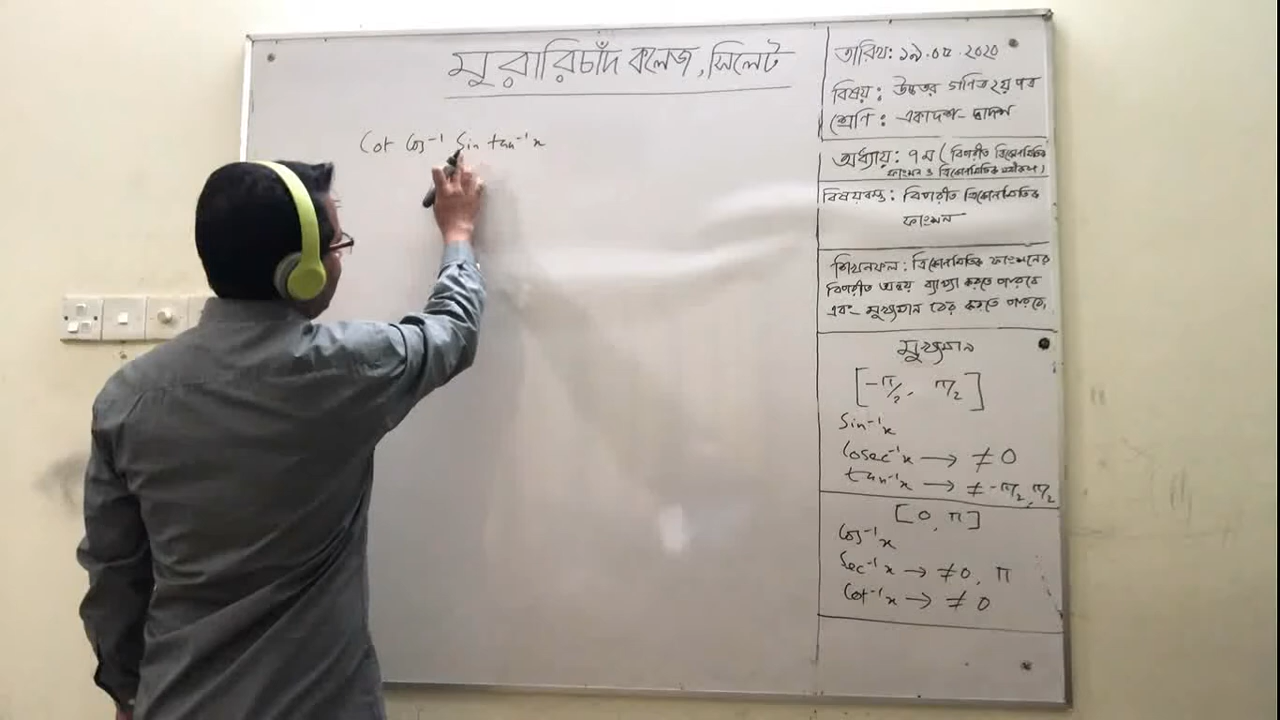 মুরারিচাঁদ কলেজ, সিলেট
Cot Cos⁻¹ Sin tan⁻¹x
তারিখ: ১৯.০৫.২০২০
বিষয়: উচ্চতর গণিত ২য় পত্র
শ্রেণি: একাদশ-দ্বাদশ
অধ্যায়: ৭ম (বিপরীত ত্রিকোণমিতিক
ফাংশন ও ত্রিকোণমিতিক সমীকরণ)
বিষয়বস্তু: বিপরীত ত্রিকোণমিতিক
ফাংশন
শিখনফল: ত্রিকোণমিতিক ফাংশনের
বিপরীত অন্বয় ব্যাখ্যা করতে পারবে
এবং মুখ্যমান বের করতে পারবে,
মুখ্যমান
[-π/2, π/2]
Sin⁻¹x
Cosec⁻¹x → ≠ 0
tan⁻¹x → ≠ -π/2, π/2
[0, π]
Cos⁻¹x
Sec⁻¹x → ≠ 0, π
Cot⁻¹x → ≠ 0